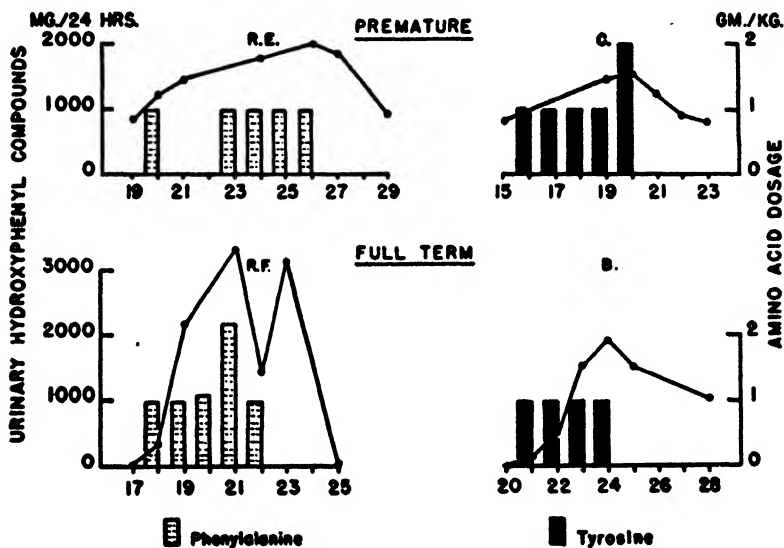 MG./24 HRS.
GM./KG.
PREMATURE
R.E.
C.
2000
1000
0
2
1
0
19 21 23 25 27 29
15 17 19 21 23
URINARY HYDROXYPHENYL COMPOUNDS
AMINO ACID DOSAGE
FULL TERM
R.F.
B.
3000
2000
1000
0
2
1
0
17 19 21 23 25
20 22 24 26 28
Phenylalanine
Tyrosine